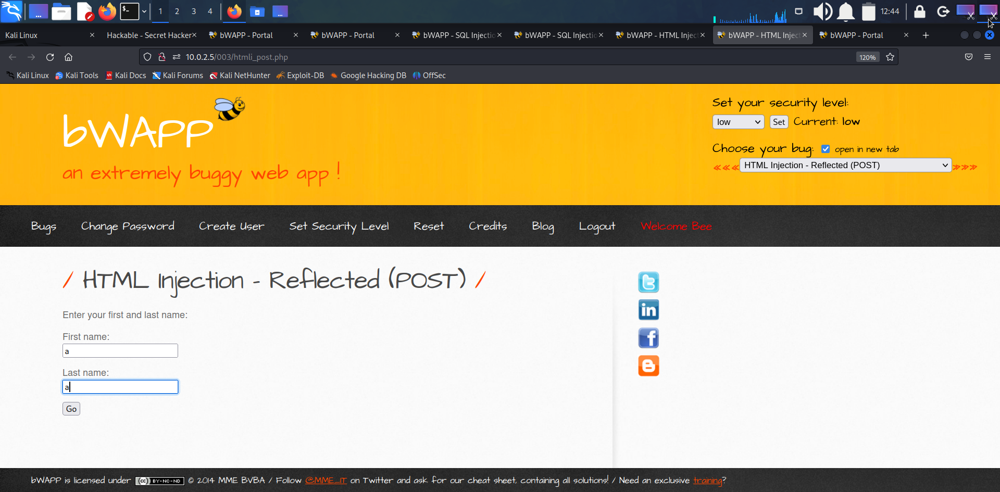 1 2 3 4 12:44
Kali Linux
Hackable - Secret Hacker
bWAPP - Portal
bWAPP - Portal
bWAPP - SQL Injectio
bWAPP - SQL Injectio
bWAPP - HTML Inject
bWAPP - HTML Inject
bWAPP - Portal
10.0.2.5/003/htmli_post.php 120%
Kali Linux Kali Tools Kali Docs Kali Forums Kali NetHunter Exploit-DB Google Hacking DB OffSec
bWAPP
an extremely buggy web app !
Set your security level:
low Set Current: low
Choose your bug: open in new tab
HTML Injection - Reflected (POST)
Bugs Change Password Create User Set Security Level Reset Credits Blog Logout Welcome Bee
/ HTML Injection - Reflected (POST) /
Enter your first and last name:
First name:
a
Last name:
a
Go
bWAPP is licensed under (cc) BY-NC-ND © 2014 MME BVBA / Follow @MME_IT on Twitter and ask for our cheat sheet, containing all solutions! / Need an exclusive training?